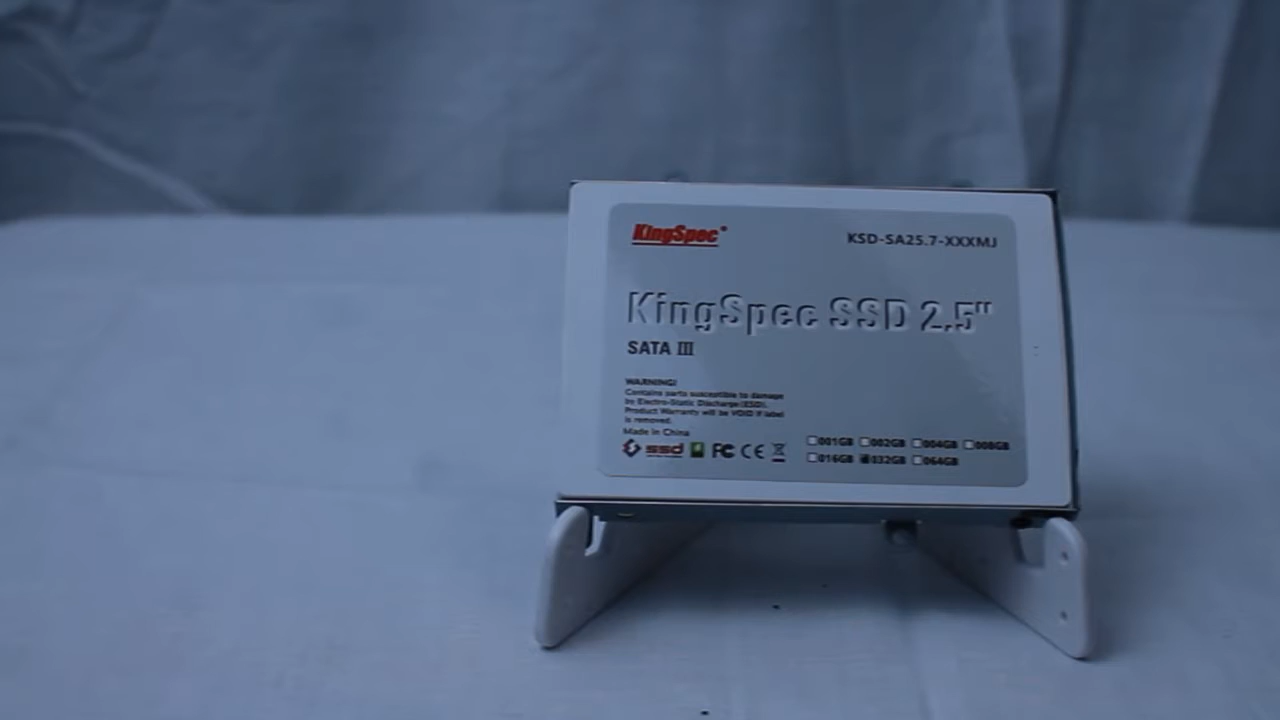 KingSpec®
KSD-SA25.7-XXXMJ
KingSpec SSD 2.5"
SATA III
WARNING!
Contains parts susceptible to damage
by Electro-Static Discharge (ESD).
Product Warranty will be VOID if label
is removed.
Made in China
ssd FC CE
001GB 002GB 004GB 008GB
016GB 032GB 064GB